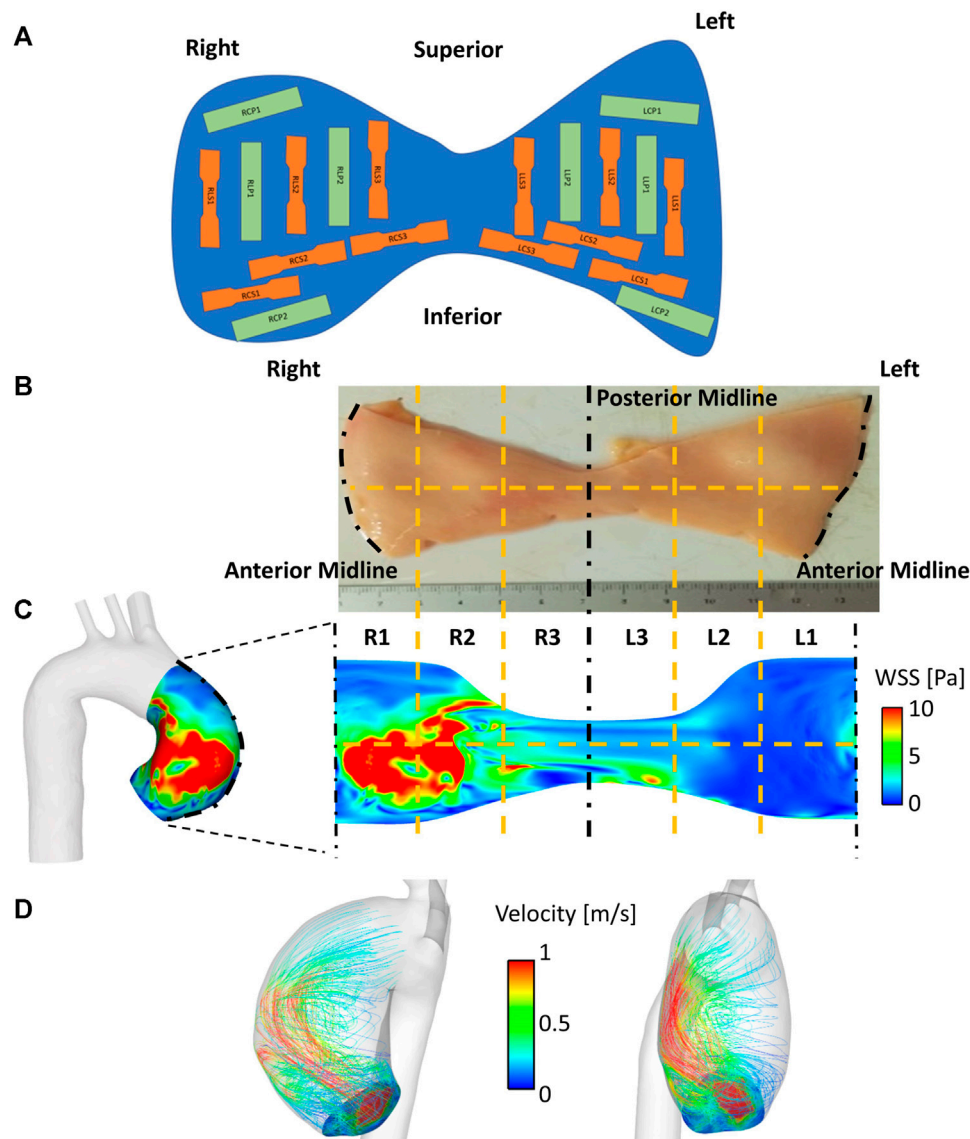 A
Right
Superior
Left
RCP1
LCP1
RLS1
RLP1
RLS2
RLP2
RLS3
LLS3
LLP2
LLS2
LLP1
LLS1
RCS3
RCS2
RCS1
RCP2
LCS3
LCS2
LCS1
LCP2
Inferior
B
Right
Left
Posterior Midline
Anterior Midline
Anterior Midline
C
R1
R2
R3
L3
L2
L1
WSS [Pa]
10
0
D
Velocity [m/s]
1
0.5
0